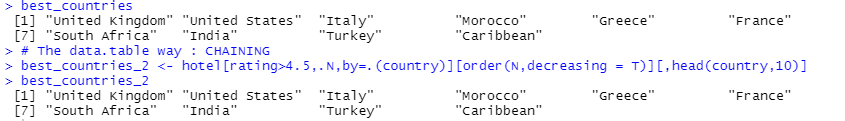 > best_countries
[1] "United Kingdom" "United States" "Italy" "Morocco" "Greece" "France"
[7] "South Africa" "India" "Turkey" "Caribbean"
> # The data.table way : CHAINING
> best_countries_2 <- hotel[rating>4.5,.N,by=.(country)][order(N,decreasing = T)][,head(country,10)]
> best_countries_2
[1] "United Kingdom" "United States" "Italy" "Morocco" "Greece" "France"
[7] "South Africa" "India" "Turkey" "Caribbean"